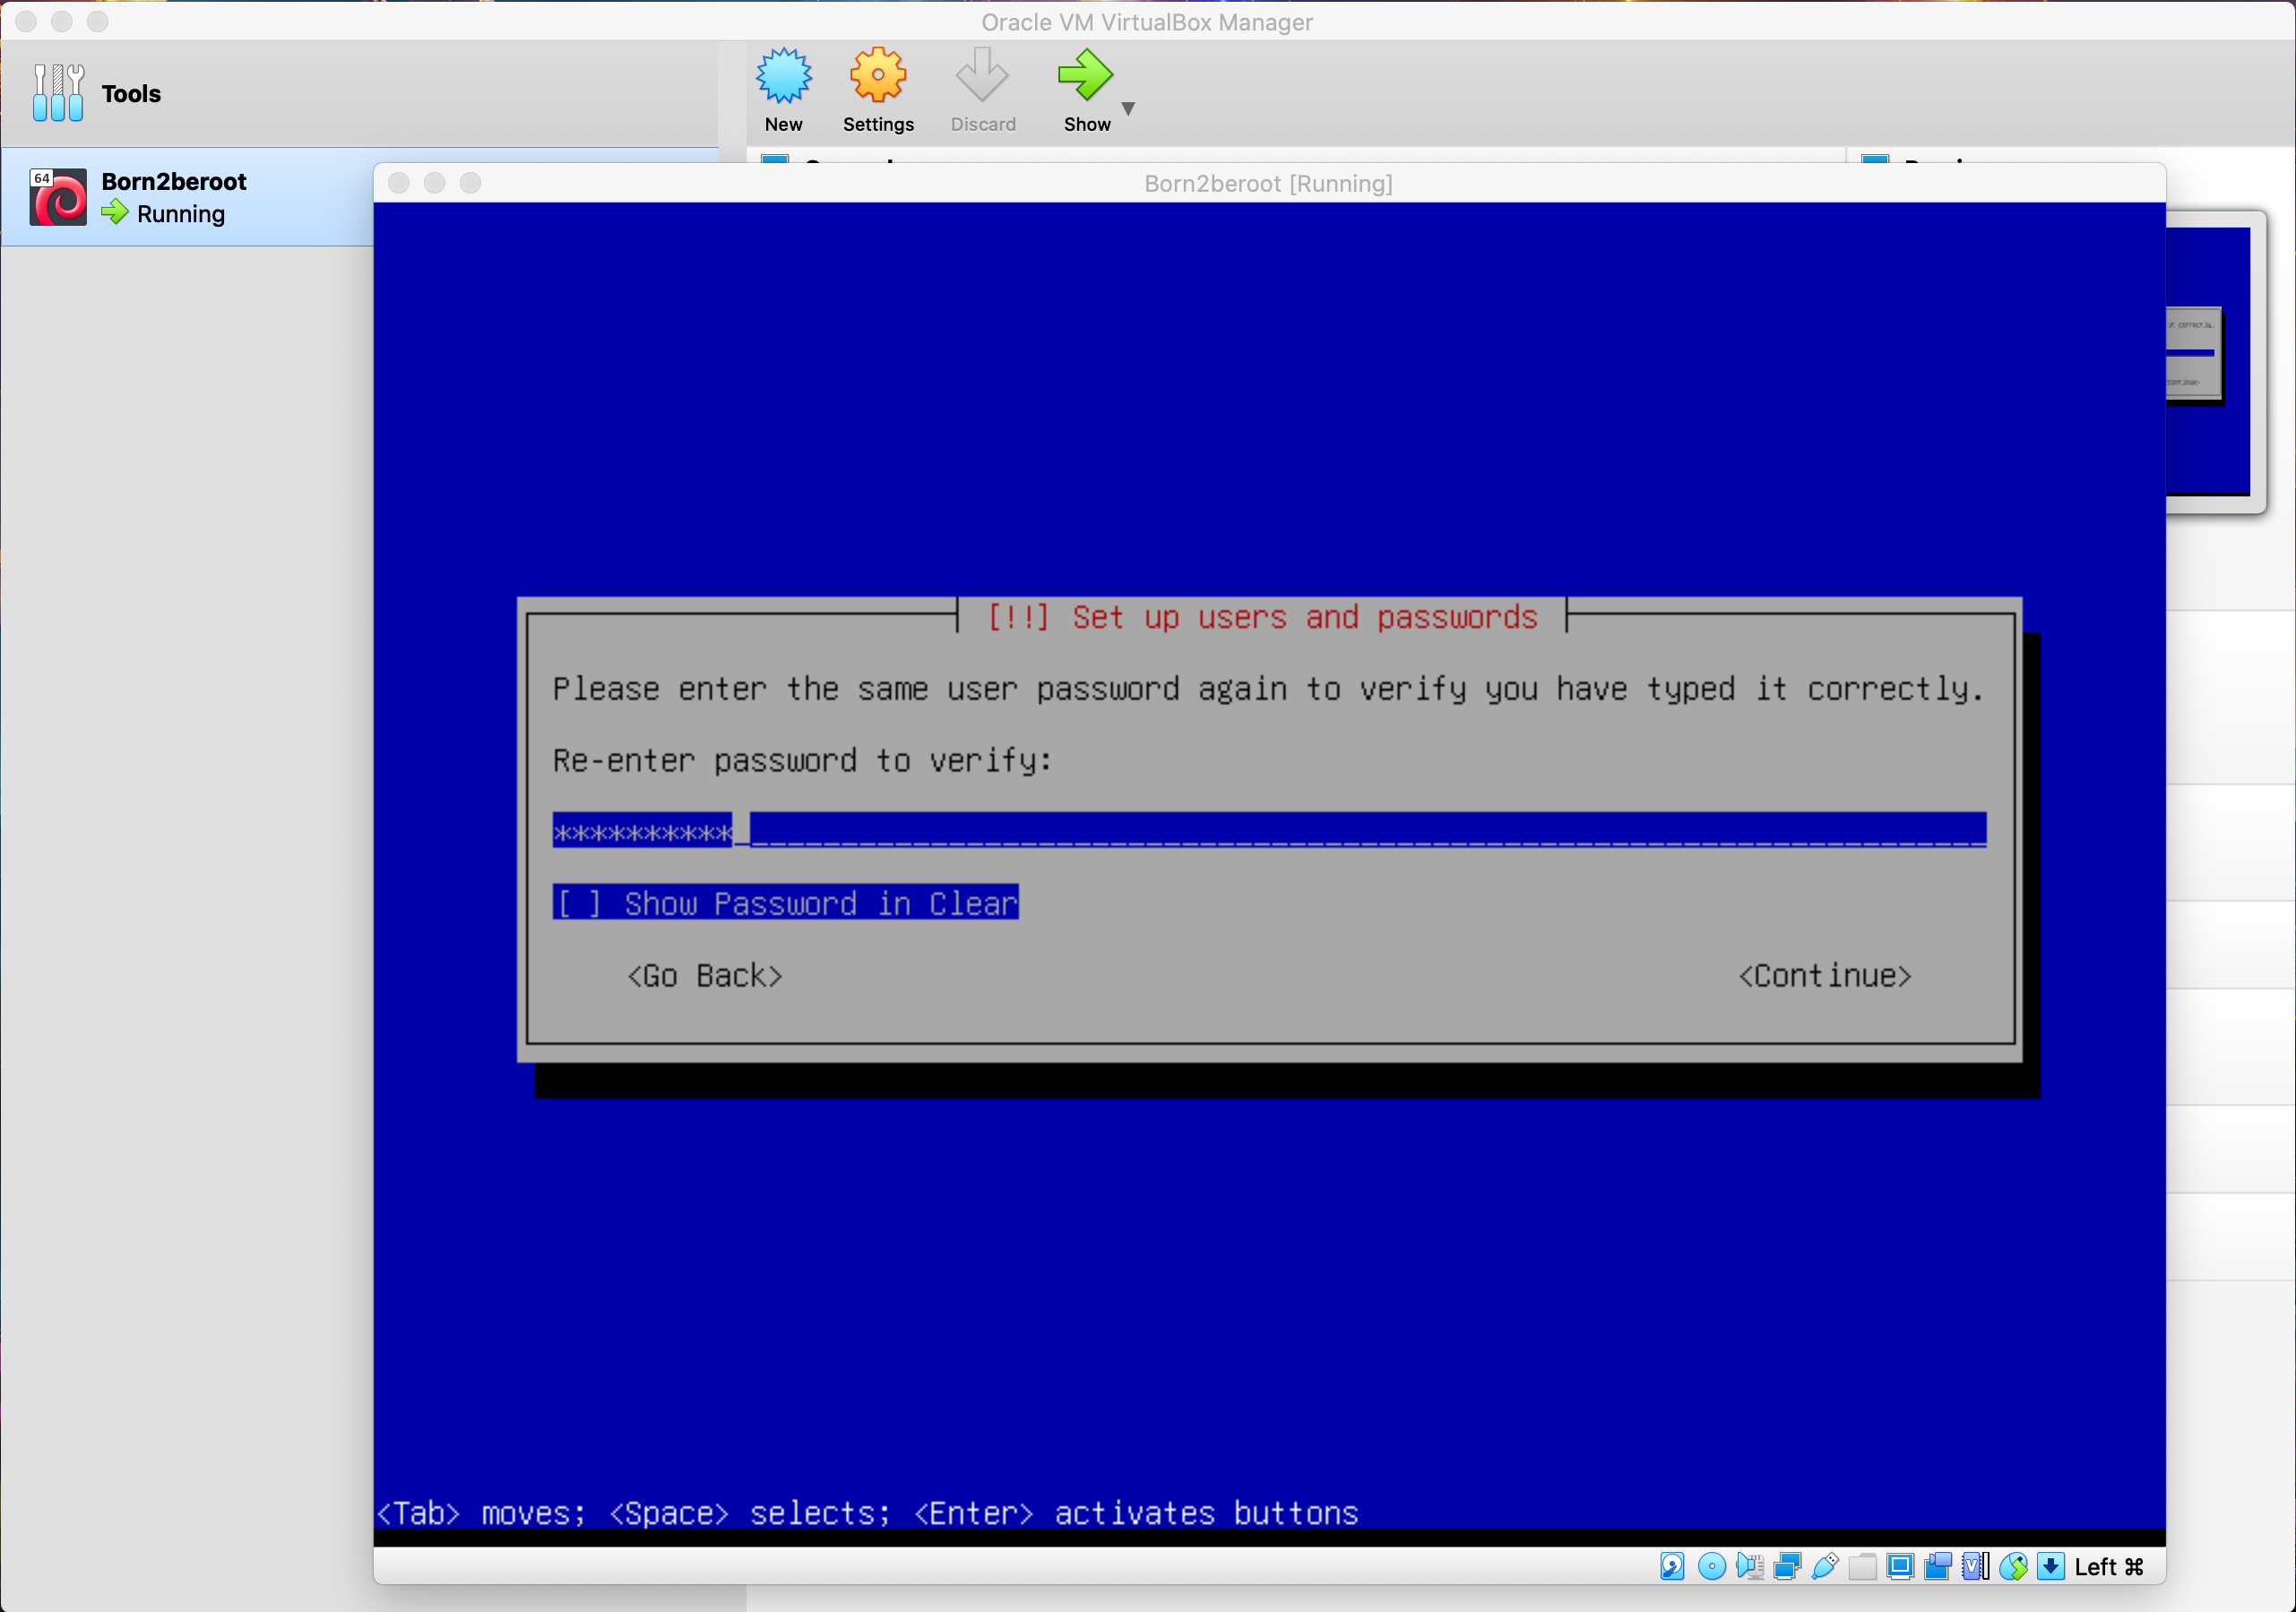 Oracle VM VirtualBox Manager
Tools
New
Settings
Discard
Show
64
Born2beroot
Running
Born2beroot [Running]
[!!] Set up users and passwords
Please enter the same user password again to verify you have typed it correctly.
Re-enter password to verify:
**********
[ ] Show Password in Clear
<Go Back>
<Continue>
<Tab> moves; <Space> selects; <Enter> activates buttons
Left ⌘